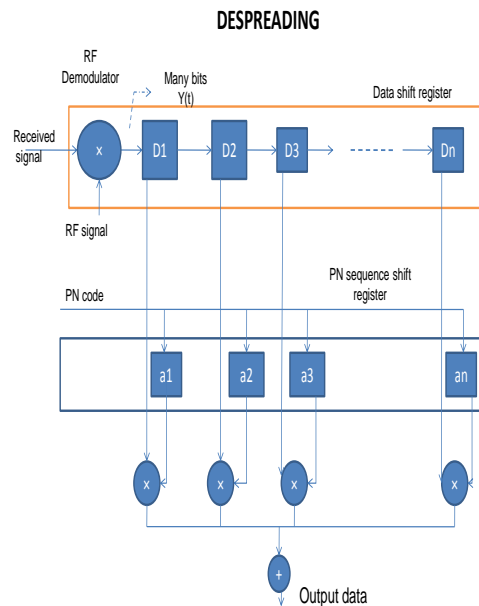 DESPREADING
RF
Demodulator
Many bits
Y(t)
Data shift register
Received
signal
x
D1
D2
D3
Dn
RF signal
PN sequence shift
register
PN code
a1
a2
a3
an
x
x
x
x
+
Output data